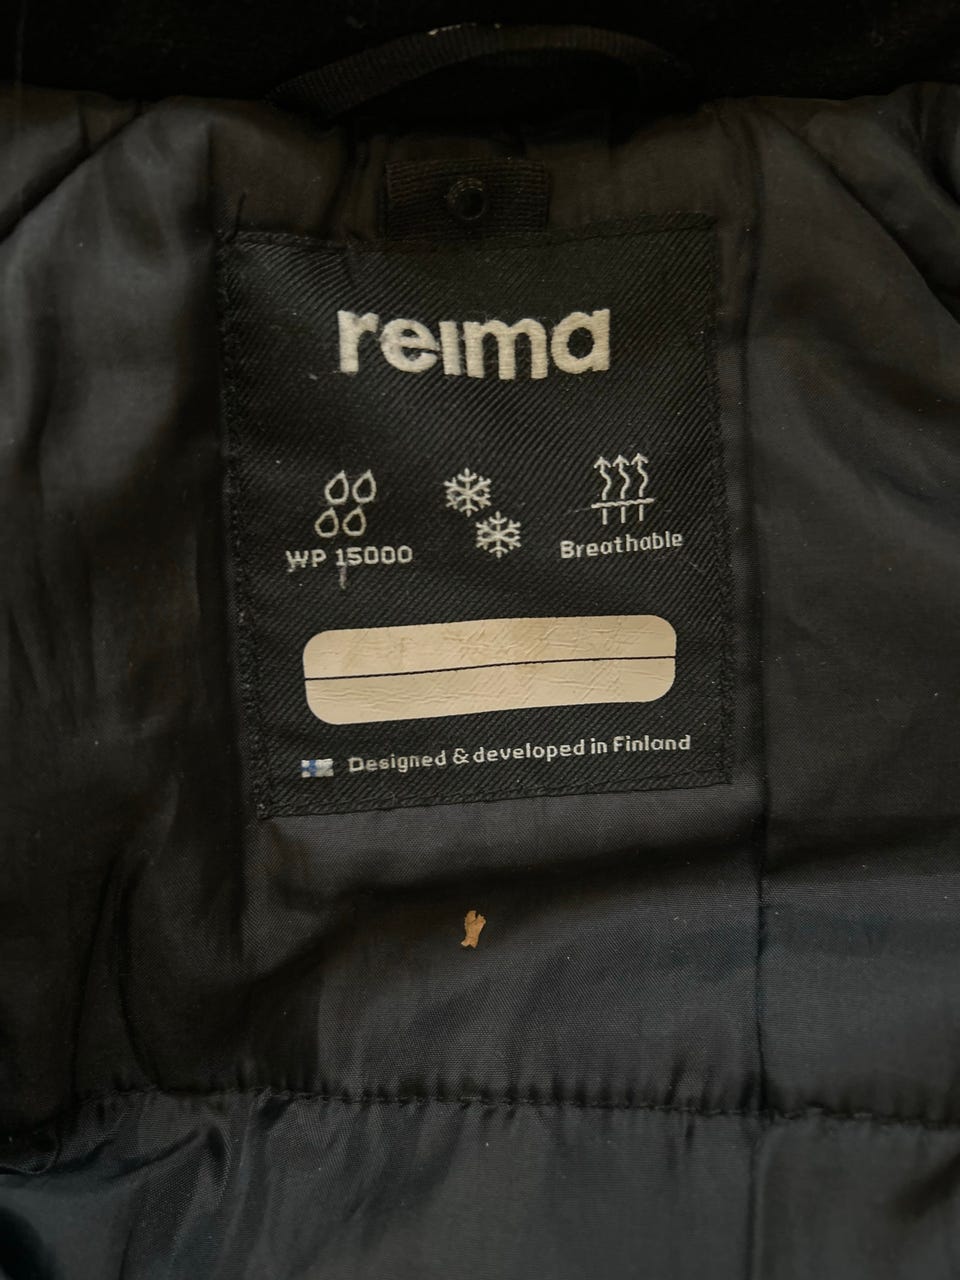 reima
WP 15000
Breathable
Designed & developed in Finland